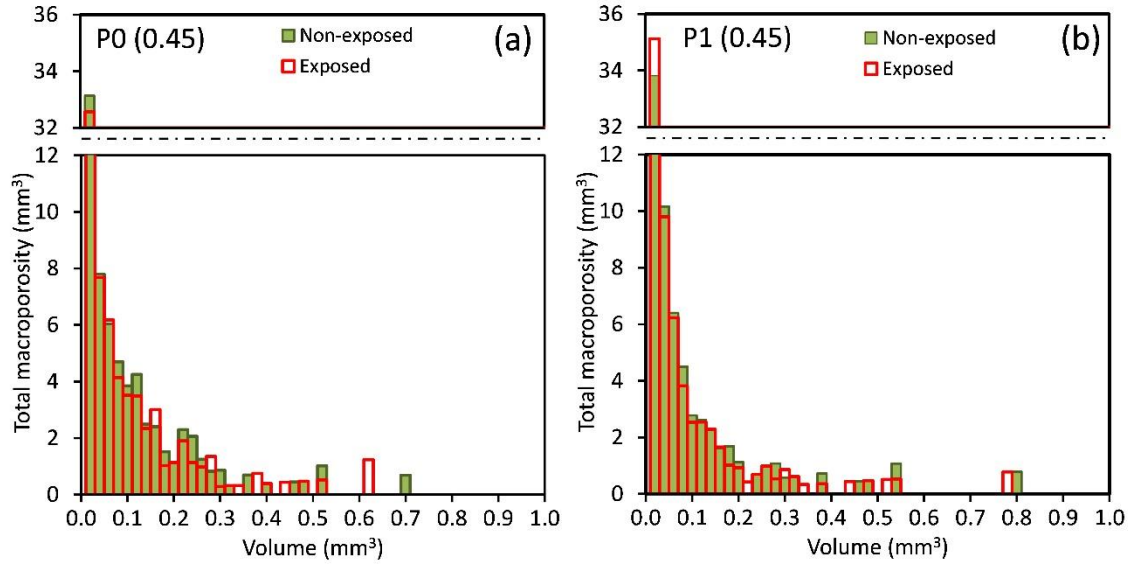 P0 (0.45)
Non-exposed
Exposed
(a)
36
34
32
12
10
8
6
4
2
0
Total macroporosity (mm³)
0.0 0.1 0.2 0.3 0.4 0.5 0.6 0.7 0.8 0.9 1.0
Volume (mm³)
P1 (0.45)
Non-exposed
Exposed
(b)
36
34
32
12
10
8
6
4
2
0
Total macroporosity (mm³)
0.0 0.1 0.2 0.3 0.4 0.5 0.6 0.7 0.8 0.9 1.0
Volume (mm³)